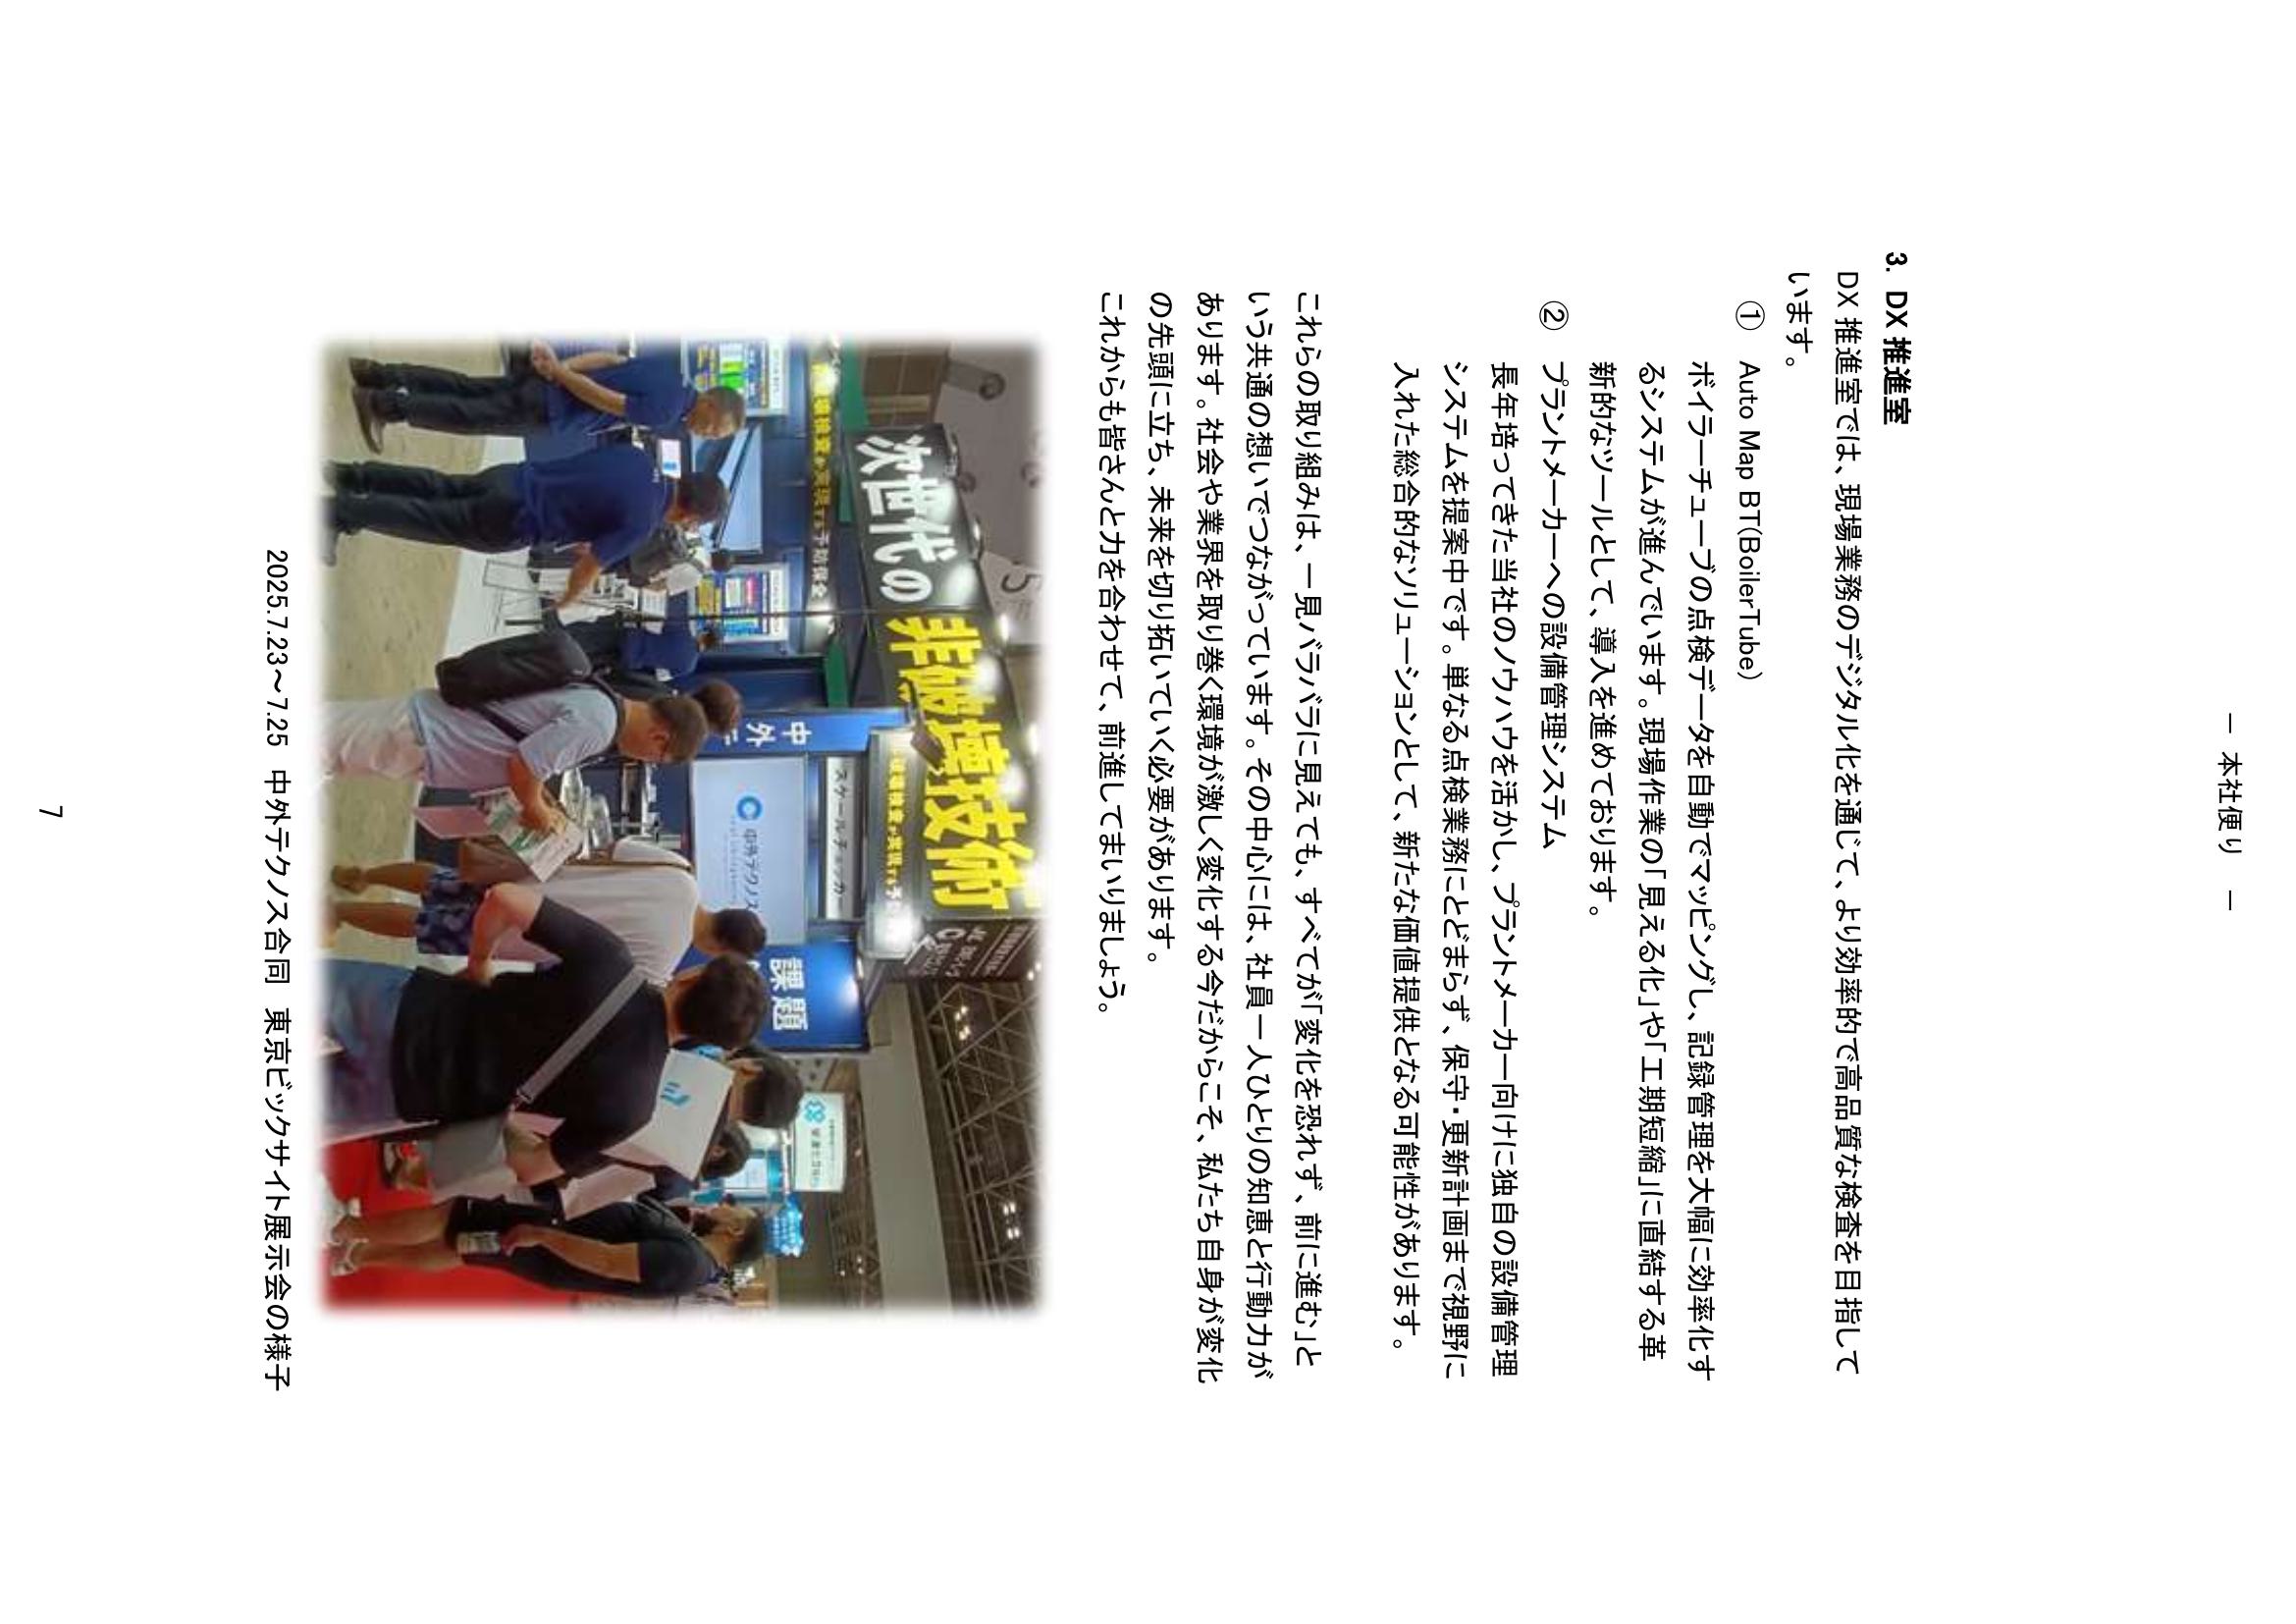 － 本社便り －
3. DX 推進室
DX 推進室では、現場業務のデジタル化を通じて、より効率的で高品質な検査を目指して
います。
① Auto Map BT(BoilerTube)
ボイラーチューブの点検データを自動でマッピングし、記録管理を大幅に効率化す
るシステムが進んでいます。現場作業の「見える化」や「工期短縮」に直結する革
新的なツールとして、導入を進めております。
② プラントメーカーへの設備管理システム
長年培ってきた当社のノウハウを活かし、プラントメーカー向けに独自の設備管理
システムを提案中です。単なる点検業務にとどまらず、保守・更新計画まで視野に
入れた総合的なソリューションとして、新たな価値提供となる可能性があります。
これらの取り組みは、一見バラバラに見えても、すべてが「変化を恐れず、前に進む」と
いう共通の想いでつながっています。その中心には、社員一人ひとりの知恵と行動力が
あります。社会や業界を取り巻く環境が激しく変化する今だからこそ、私たち自身が変化
の先頭に立ち、未来を切り拓いていく必要があります。
これからも皆さんと力を合わせて、前進してまいりましょう。
次世代の非破壊技術
壊検査が実現する予防保全
中外
スケールチェッカー
中外テクノス
課題
2025.7.23～7.25 中外テクノス合同 東京ビックサイト展示会の様子
7